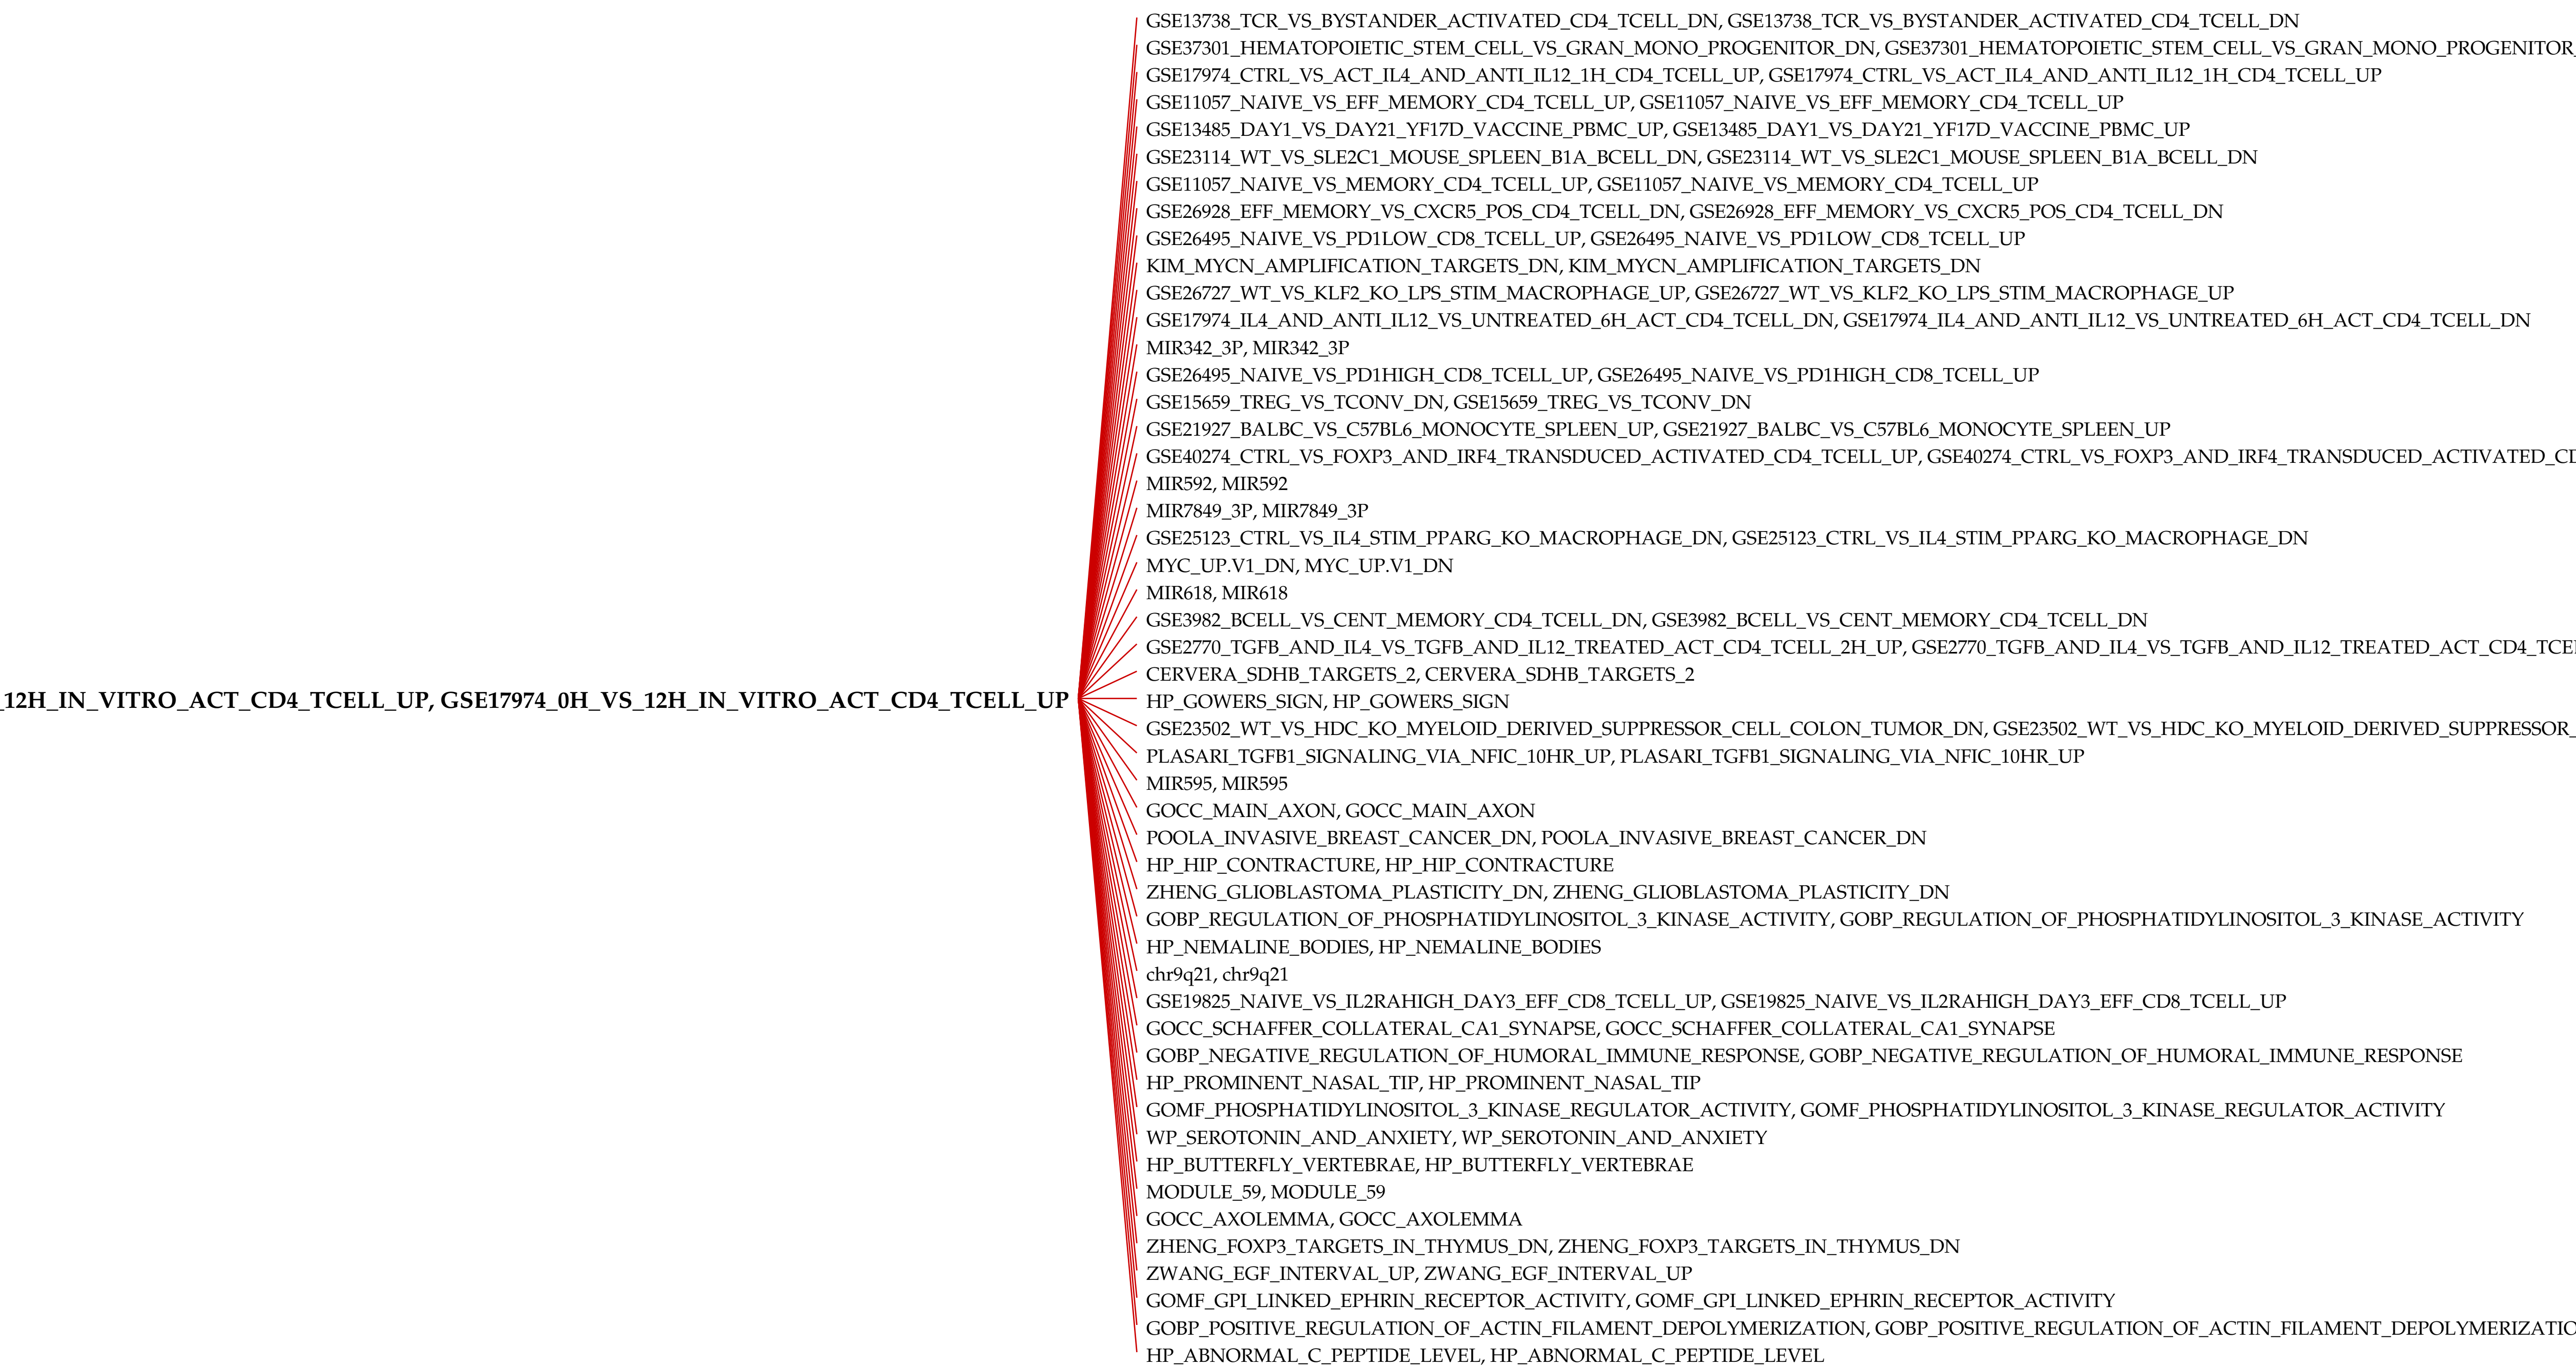 GSE13738_TCR_VS_BYSTANDER_ACTIVATED_CD4_TCELL_DN, GSE13738_TCR_VS_BYSTANDER_ACTIVATED_CD4_TCELL_DN
GSE37301_HEMATOPOIETIC_STEM_CELL_VS_GRAN_MONO_PROGENITOR_DN, GSE37301_HEMATOPOIETIC_STEM_CELL_VS_GRAN_MONO_PROGENITOR_
GSE17974_CTRL_VS_ACT_IL4_AND_ANTI_IL12_1H_CD4_TCELL_UP, GSE17974_CTRL_VS_ACT_IL4_AND_ANTI_IL12_1H_CD4_TCELL_UP
GSE11057_NAIVE_VS_EFF_MEMORY_CD4_TCELL_UP, GSE11057_NAIVE_VS_EFF_MEMORY_CD4_TCELL_UP
GSE13485_DAY1_VS_DAY21_YF17D_VACCINE_PBMC_UP, GSE13485_DAY1_VS_DAY21_YF17D_VACCINE_PBMC_UP
GSE23114_WT_VS_SLE2C1_MOUSE_SPLEEN_B1A_BCELL_DN, GSE23114_WT_VS_SLE2C1_MOUSE_SPLEEN_B1A_BCELL_DN
GSE11057_NAIVE_VS_MEMORY_CD4_TCELL_UP, GSE11057_NAIVE_VS_MEMORY_CD4_TCELL_UP
GSE26928_EFF_MEMORY_VS_CXCR5_POS_CD4_TCELL_DN, GSE26928_EFF_MEMORY_VS_CXCR5_POS_CD4_TCELL_DN
GSE26495_NAIVE_VS_PD1LOW_CD8_TCELL_UP, GSE26495_NAIVE_VS_PD1LOW_CD8_TCELL_UP
KIM_MYCN_AMPLIFICATION_TARGETS_DN, KIM_MYCN_AMPLIFICATION_TARGETS_DN
GSE26727_WT_VS_KLF2_KO_LPS_STIM_MACROPHAGE_UP, GSE26727_WT_VS_KLF2_KO_LPS_STIM_MACROPHAGE_UP
GSE17974_IL4_AND_ANTI_IL12_VS_UNTREATED_6H_ACT_CD4_TCELL_DN, GSE17974_IL4_AND_ANTI_IL12_VS_UNTREATED_6H_ACT_CD4_TCELL_DN
MIR342_3P, MIR342_3P
GSE26495_NAIVE_VS_PD1HIGH_CD8_TCELL_UP, GSE26495_NAIVE_VS_PD1HIGH_CD8_TCELL_UP
GSE15659_TREG_VS_TCONV_DN, GSE15659_TREG_VS_TCONV_DN
GSE21927_BALBC_VS_C57BL6_MONOCYTE_SPLEEN_UP, GSE21927_BALBC_VS_C57BL6_MONOCYTE_SPLEEN_UP
GSE40274_CTRL_VS_FOXP3_AND_IRF4_TRANSDUCED_ACTIVATED_CD4_TCELL_UP, GSE40274_CTRL_VS_FOXP3_AND_IRF4_TRANSDUCED_ACTIVATED_CD
MIR592, MIR592
MIR7849_3P, MIR7849_3P
GSE25123_CTRL_VS_IL4_STIM_PPARG_KO_MACROPHAGE_DN, GSE25123_CTRL_VS_IL4_STIM_PPARG_KO_MACROPHAGE_DN
MYC_UP.V1_DN, MYC_UP.V1_DN
MIR618, MIR618
GSE3982_BCELL_VS_CENT_MEMORY_CD4_TCELL_DN, GSE3982_BCELL_VS_CENT_MEMORY_CD4_TCELL_DN
GSE2770_TGFB_AND_IL4_VS_TGFB_AND_IL12_TREATED_ACT_CD4_TCELL_2H_UP, GSE2770_TGFB_AND_IL4_VS_TGFB_AND_IL12_TREATED_ACT_CD4_TCE
CERVERA_SDHB_TARGETS_2, CERVERA_SDHB_TARGETS_2
_12H_IN_VITRO_ACT_CD4_TCELL_UP, GSE17974_0H_VS_12H_IN_VITRO_ACT_CD4_TCELL_UP
HP_GOWERS_SIGN, HP_GOWERS_SIGN
GSE23502_WT_VS_HDC_KO_MYELOID_DERIVED_SUPPRESSOR_CELL_COLON_TUMOR_DN, GSE23502_WT_VS_HDC_KO_MYELOID_DERIVED_SUPPRESSOR_
PLASARI_TGFB1_SIGNALING_VIA_NFIC_10HR_UP, PLASARI_TGFB1_SIGNALING_VIA_NFIC_10HR_UP
MIR595, MIR595
GOCC_MAIN_AXON, GOCC_MAIN_AXON
POOLA_INVASIVE_BREAST_CANCER_DN, POOLA_INVASIVE_BREAST_CANCER_DN
HP_HIP_CONTRACTURE, HP_HIP_CONTRACTURE
ZHENG_GLIOBLASTOMA_PLASTICITY_DN, ZHENG_GLIOBLASTOMA_PLASTICITY_DN
GOBP_REGULATION_OF_PHOSPHATIDYLINOSITOL_3_KINASE_ACTIVITY, GOBP_REGULATION_OF_PHOSPHATIDYLINOSITOL_3_KINASE_ACTIVITY
HP_NEMALINE_BODIES, HP_NEMALINE_BODIES
chr9q21, chr9q21
GSE19825_NAIVE_VS_IL2RAHIGH_DAY3_EFF_CD8_TCELL_UP, GSE19825_NAIVE_VS_IL2RAHIGH_DAY3_EFF_CD8_TCELL_UP
GOCC_SCHAFFER_COLLATERAL_CA1_SYNAPSE, GOCC_SCHAFFER_COLLATERAL_CA1_SYNAPSE
GOBP_NEGATIVE_REGULATION_OF_HUMORAL_IMMUNE_RESPONSE, GOBP_NEGATIVE_REGULATION_OF_HUMORAL_IMMUNE_RESPONSE
HP_PROMINENT_NASAL_TIP, HP_PROMINENT_NASAL_TIP
GOMF_PHOSPHATIDYLINOSITOL_3_KINASE_REGULATOR_ACTIVITY, GOMF_PHOSPHATIDYLINOSITOL_3_KINASE_REGULATOR_ACTIVITY
WP_SEROTONIN_AND_ANXIETY, WP_SEROTONIN_AND_ANXIETY
HP_BUTTERFLY_VERTEBRAE, HP_BUTTERFLY_VERTEBRAE
MODULE_59, MODULE_59
GOCC_AXOLEMMA, GOCC_AXOLEMMA
ZHENG_FOXP3_TARGETS_IN_THYMUS_DN, ZHENG_FOXP3_TARGETS_IN_THYMUS_DN
ZWANG_EGF_INTERVAL_UP, ZWANG_EGF_INTERVAL_UP
GOMF_GPI_LINKED_EPHRIN_RECEPTOR_ACTIVITY, GOMF_GPI_LINKED_EPHRIN_RECEPTOR_ACTIVITY
GOBP_POSITIVE_REGULATION_OF_ACTIN_FILAMENT_DEPOLYMERIZATION, GOBP_POSITIVE_REGULATION_OF_ACTIN_FILAMENT_DEPOLYMERIZATIO
HP_ABNORMAL_C_PEPTIDE_LEVEL, HP_ABNORMAL_C_PEPTIDE_LEVEL